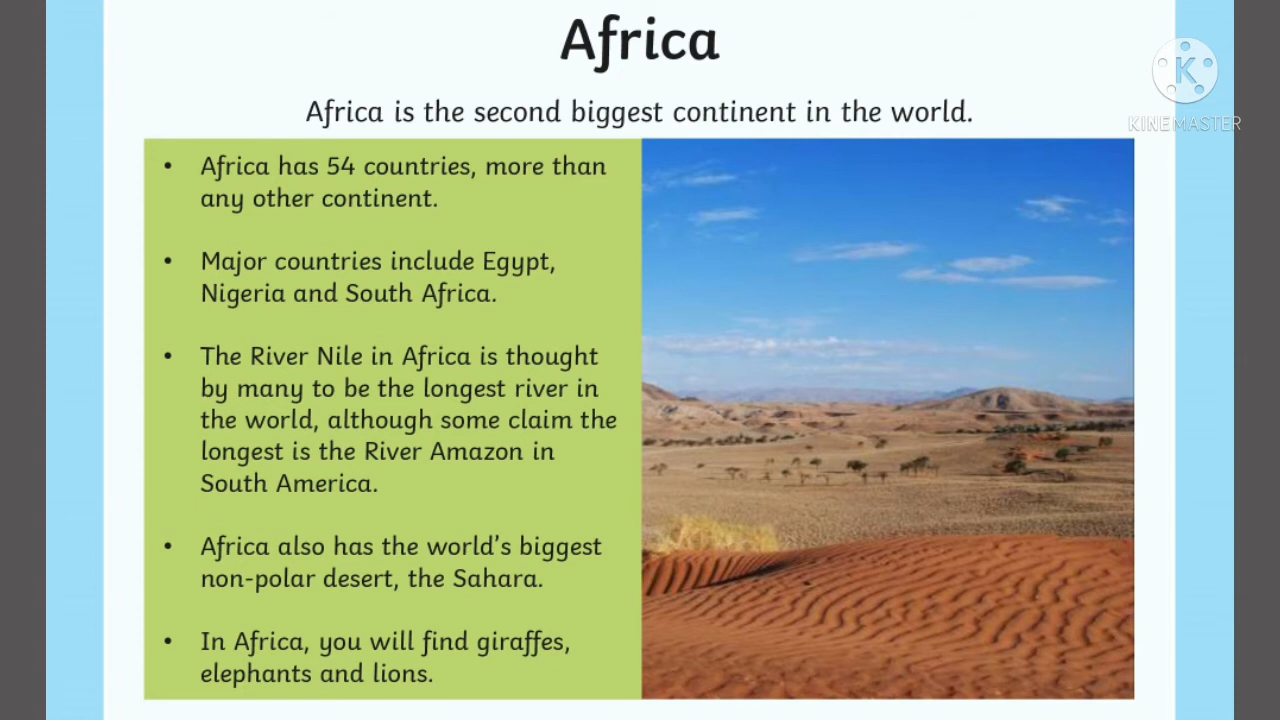 Africa
Africa is the second biggest continent in the world.
K
KINEMASTER
• Africa has 54 countries, more than
any other continent.
• Major countries include Egypt,
Nigeria and South Africa.
• The River Nile in Africa is thought
by many to be the longest river in
the world, although some claim the
longest is the River Amazon in
South America.
• Africa also has the world’s biggest
non-polar desert, the Sahara.
• In Africa, you will find giraffes,
elephants and lions.